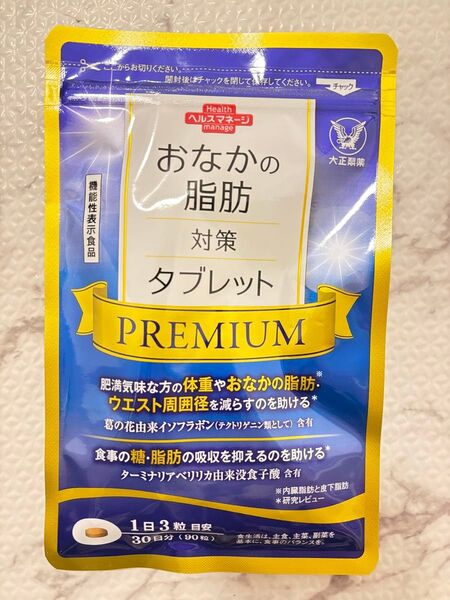 ここからお切りください。
開封後はチャックを閉じて保存してください。
チャック
Health
ヘルスマネージ
manage
大正製薬
機能性表示食品
おなかの
脂肪
対策
タブレット
PREMIUM
肥満気味な方の体重やおなかの脂肪※・
ウエスト周囲径を減らすのを助ける*
葛の花由来イソフラボン(テクトリゲニン類として)含有
食事の糖・脂肪の吸収を抑えるのを助ける*
ターミナリアベリリカ由来没食子酸 含有
※内臓脂肪と皮下脂肪
*研究レビュー
1日3粒 目安
30日分(90粒)
食生活は、主食、主菜、副菜を
基本に、食事のバランスを。